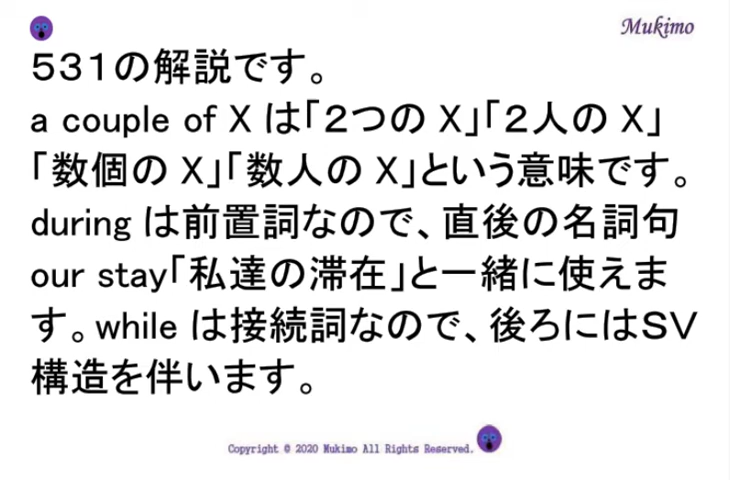 Mukimo
５３１の解説です。
a couple of X は「２つの X」「２人の X」
「数個の X」「数人の X」という意味です。
during は前置詞なので、直後の名詞句
our stay「私達の滞在」と一緒に使えま
す。while は接続詞なので、後ろにはＳＶ
構造を伴います。
Copyright © 2020 Mukimo All Rights Reserved.